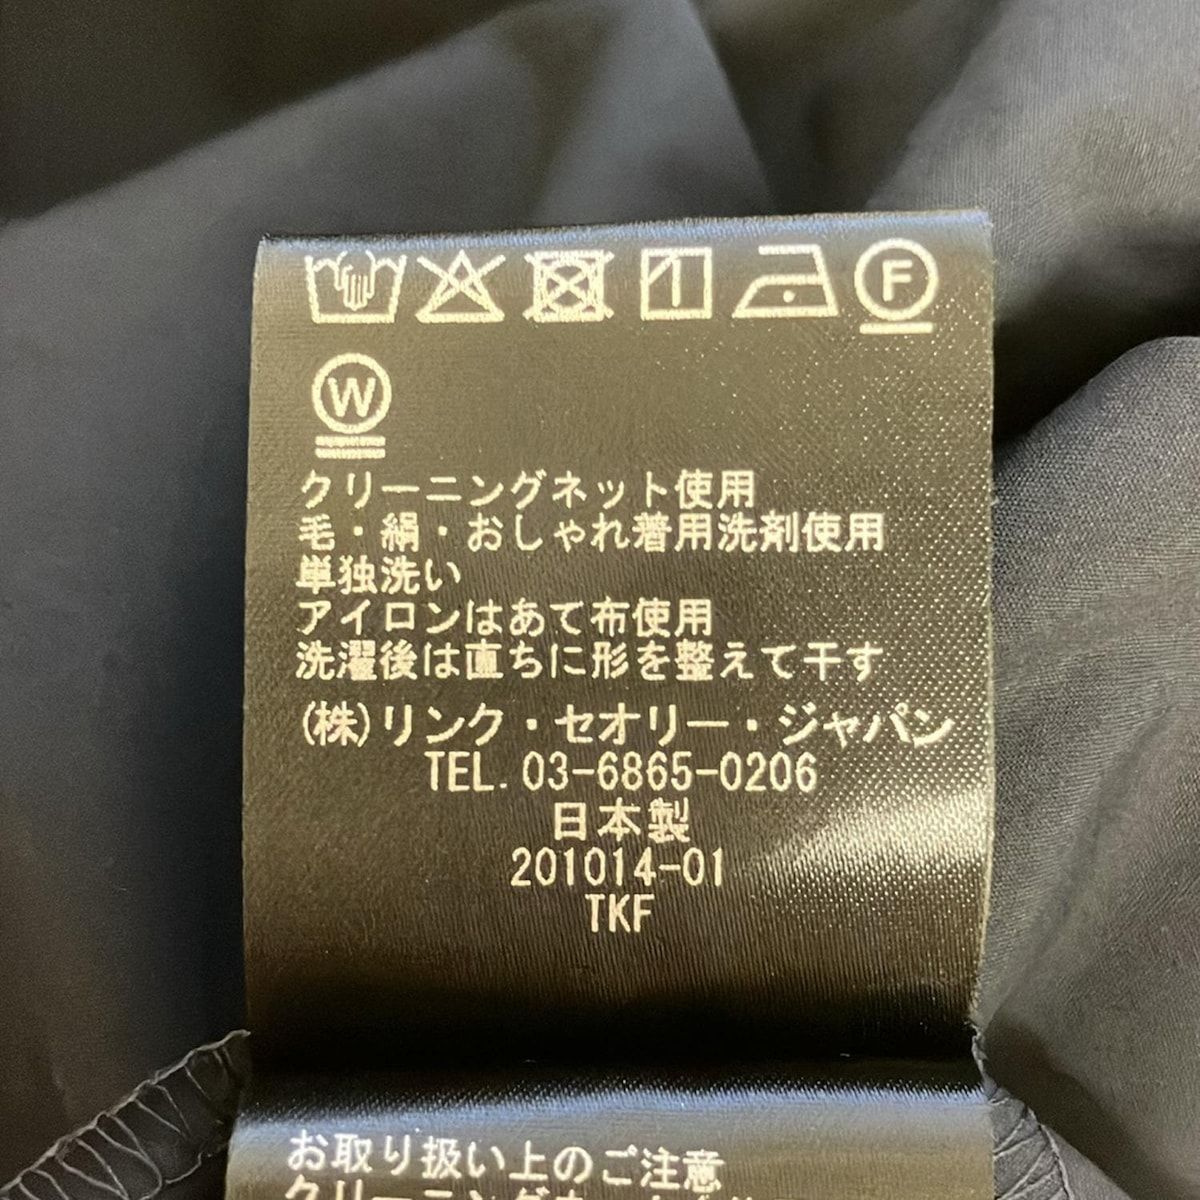 F
W
クリーニングネット使用
毛・絹・おしゃれ着用洗剤使用
単独洗い
アイロンはあて布使用
洗濯後は直ちに形を整えて干す
(株)リンク・セオリー・ジャパン
TEL. 03-6865-0206
日本製
201014-01
TKF
お取り扱い上のご注意